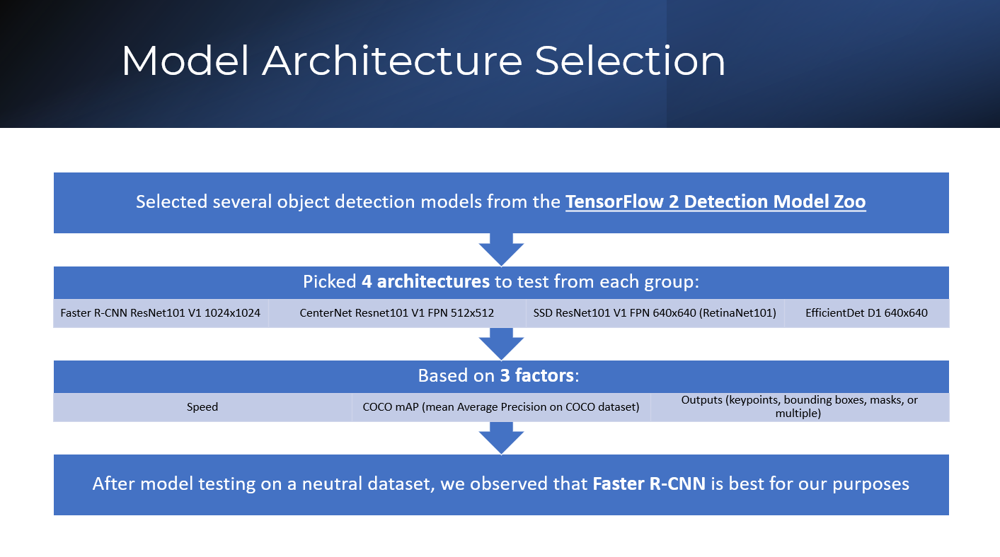 Model Architecture Selection
Selected several object detection models from the TensorFlow 2 Detection Model Zoo
Picked 4 architectures to test from each group:
Faster R-CNN ResNet101 V1 1024x1024
CenterNet Resnet101 V1 FPN 512x512
SSD ResNet101 V1 FPN 640x640 (RetinaNet101)
EfficientDet D1 640x640
Based on 3 factors:
Speed
COCO mAP (mean Average Precision on COCO dataset)
Outputs (keypoints, bounding boxes, masks, or
multiple)
After model testing on a neutral dataset, we observed that Faster R-CNN is best for our purposes